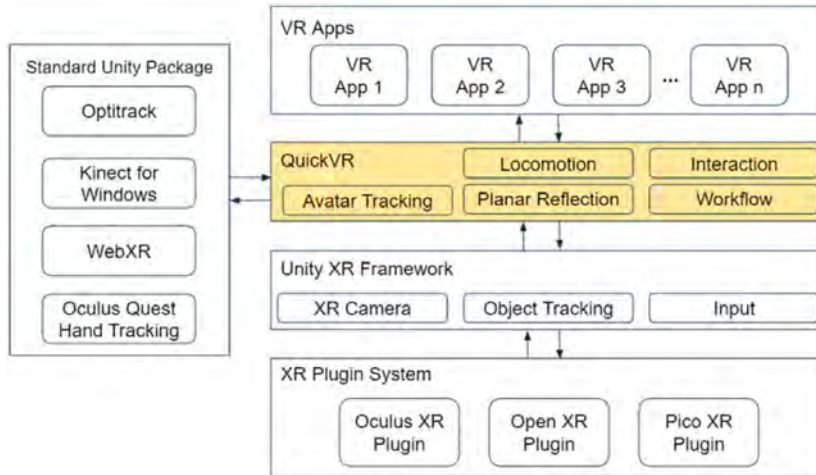 Standard Unity Package
Optitrack
Kinect for
Windows
WebXR
Oculus Quest
Hand Tracking
VR Apps
VR
App 1
VR
App 2
VR
App 3
...
VR
App n
QuickVR
Locomotion
Interaction
Avatar Tracking
Planar Reflection
Workflow
Unity XR Framework
XR Camera
Object Tracking
Input
XR Plugin System
Oculus XR
Plugin
Open XR
Plugin
Pico XR
Plugin